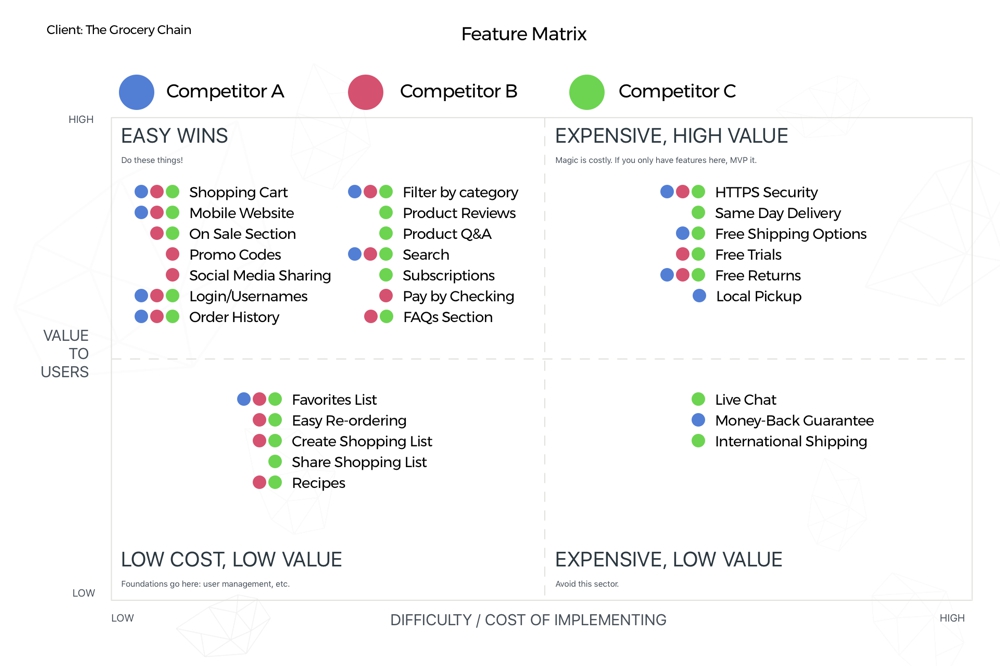 Client: The Grocery Chain
Feature Matrix
Competitor A
Competitor B
Competitor C
HIGH
EASY WINS
Do these things!
Shopping Cart
Mobile Website
On Sale Section
Promo Codes
Social Media Sharing
Login/Usernames
Order History
Filter by category
Product Reviews
Product Q&A
Search
Subscriptions
Pay by Checking
FAQs Section
EXPENSIVE, HIGH VALUE
Magic is costly. If you only have features here, MVP it.
HTTPS Security
Same Day Delivery
Free Shipping Options
Free Trials
Free Returns
Local Pickup
VALUE
TO
USERS
Favorites List
Easy Re-ordering
Create Shopping List
Share Shopping List
Recipes
LOW COST, LOW VALUE
Foundations go here: user management, etc.
Live Chat
Money-Back Guarantee
International Shipping
EXPENSIVE, LOW VALUE
Avoid this sector.
LOW
LOW
DIFFICULTY / COST OF IMPLEMENTING
HIGH